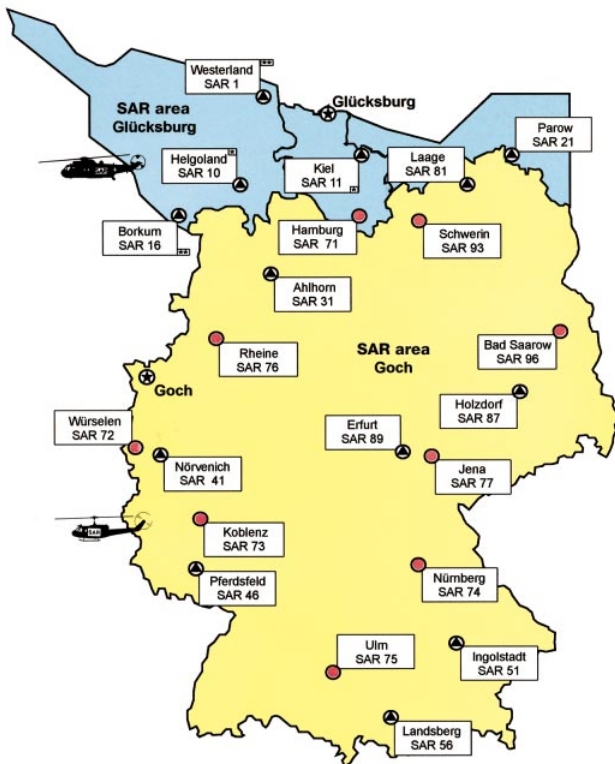 Westerland
SAR 1
SAR area
Glücksburg
Glücksburg
Parow
SAR 21
Helgoland
SAR 10
Kiel
SAR 11
Laage
SAR 81
Borkum
SAR 16
Hamburg
SAR 71
Schwerin
SAR 93
Ahlhorn
SAR 31
Rheine
SAR 76
SAR area
Goch
Bad Saarow
SAR 96
Goch
Holzdorf
SAR 87
Würselen
SAR 72
Erfurt
SAR 89
Nörvenich
SAR 41
Jena
SAR 77
Koblenz
SAR 73
Pferdsfeld
SAR 46
Nürnberg
SAR 74
Ulm
SAR 75
Ingolstadt
SAR 51
Landsberg
SAR 56